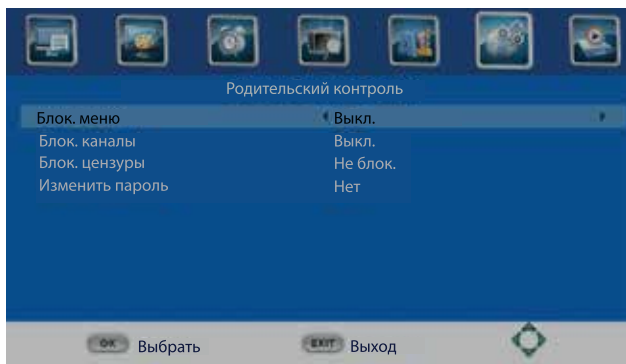 Родительский контроль
Блок. меню Выкл.
Блок. каналы Выкл.
Блок. цензуры Не блок.
Изменить пароль Нет
OK Выбрать EXIT Выход